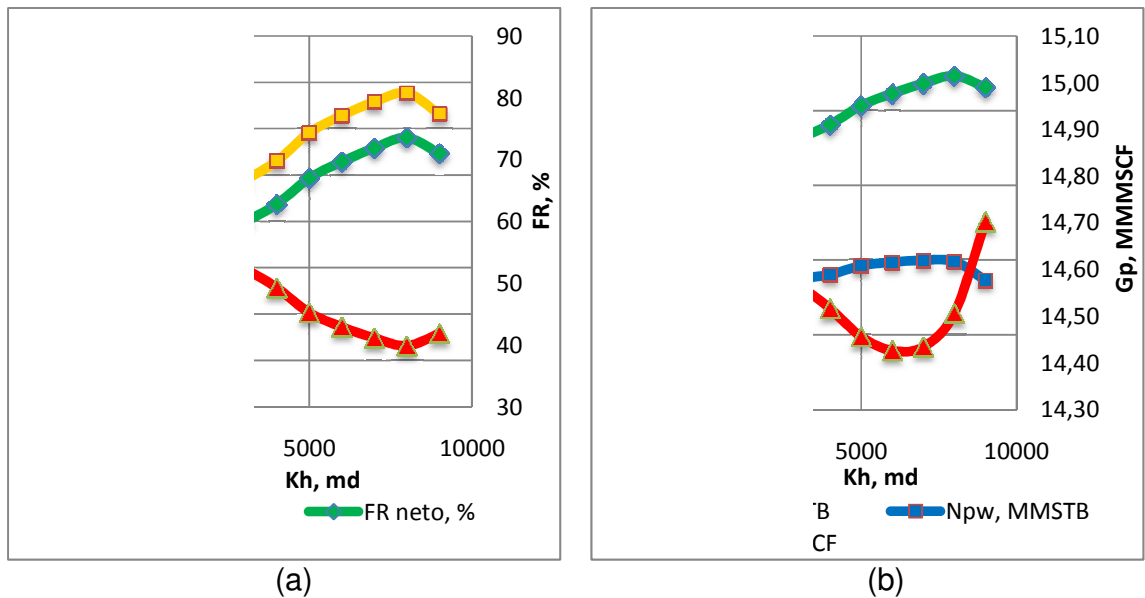 90
80
70
60
50
40
30
FR, %
5000 10000
Kh, md
FR neto, %
(a)
15,10
15,00
14,90
14,80
14,70
14,60
14,50
14,40
14,30
Gp, MMMSCF
5000 10000
Kh, md
TB Npw, MMSTB
CF
(b)